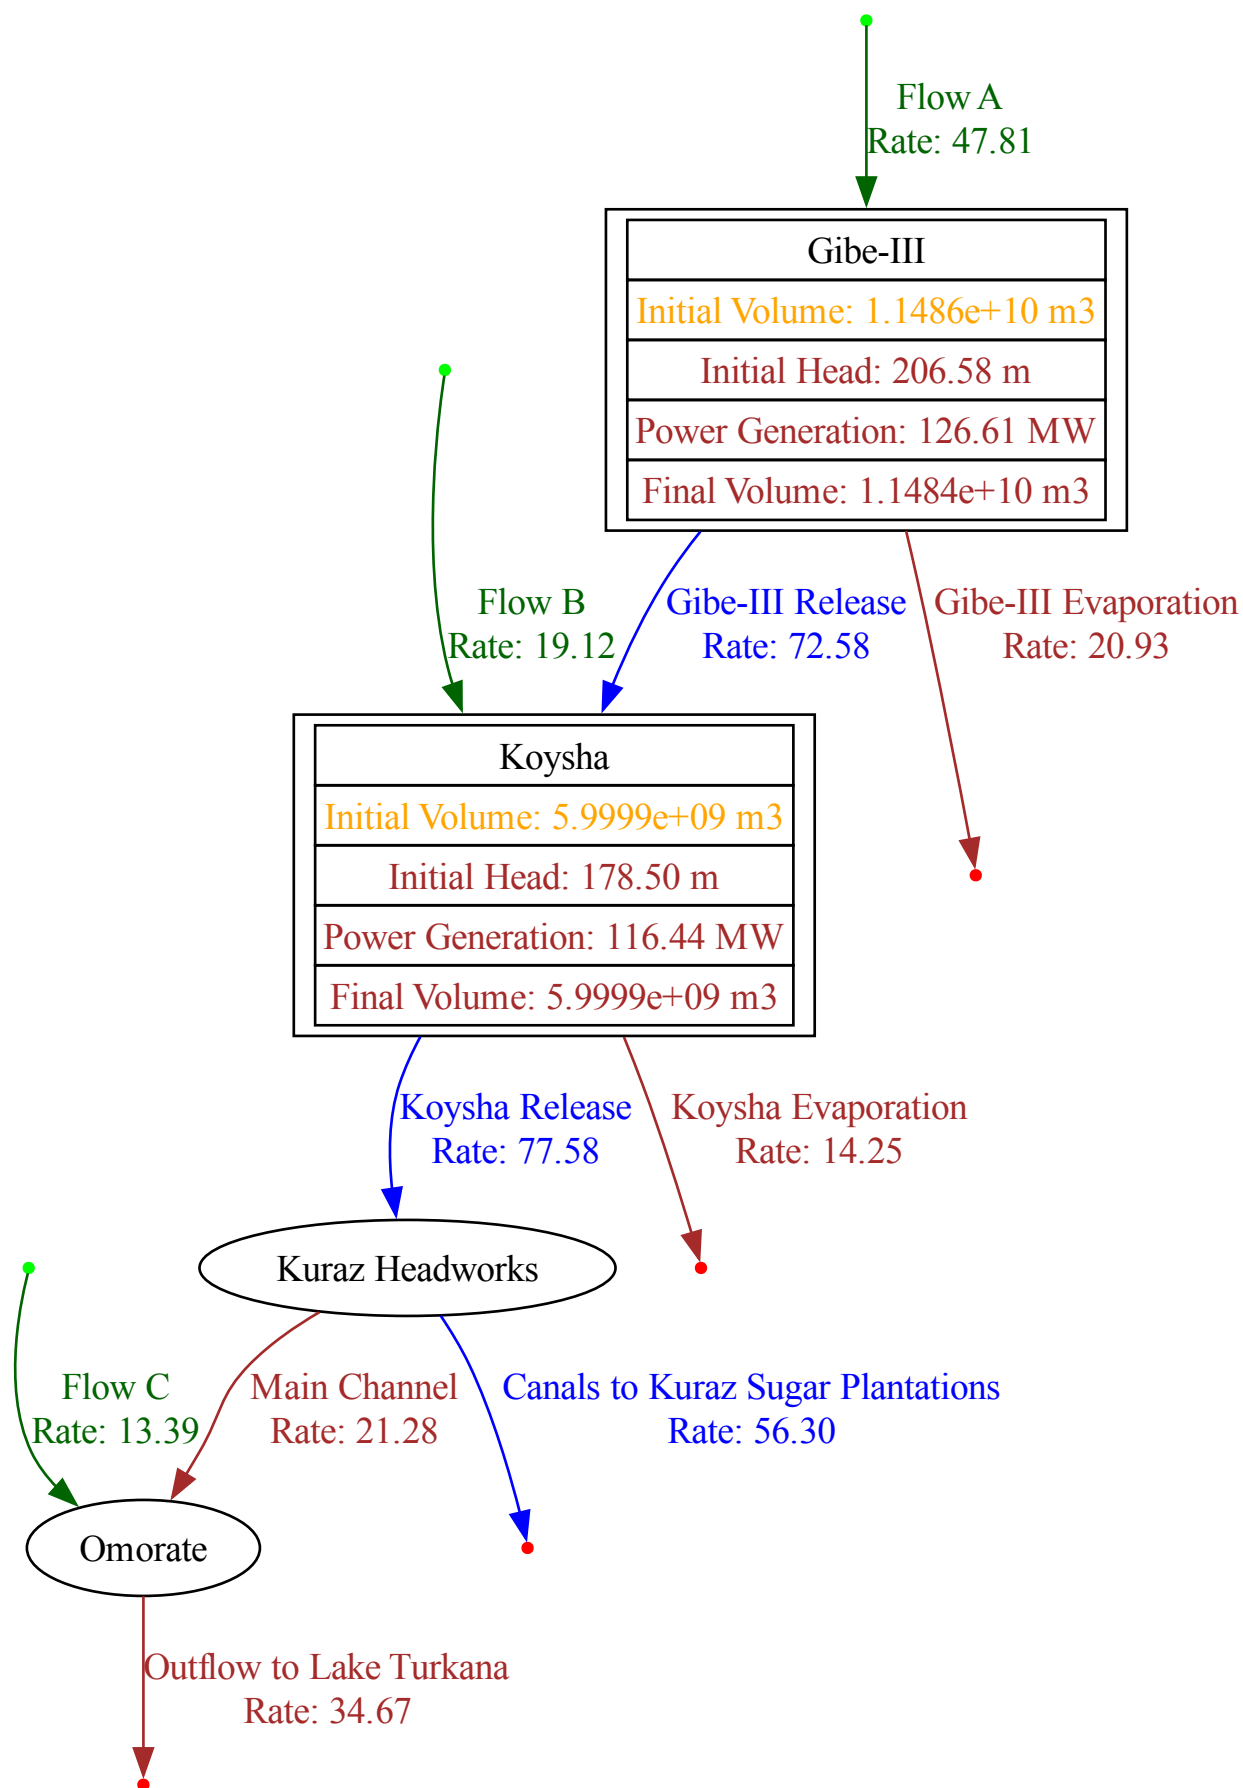 Flow A
Rate: 47.81
Gibe-III
Initial Volume: 1.1486e+10 m3
Initial Head: 206.58 m
Power Generation: 126.61 MW
Final Volume: 1.1484e+10 m3
Flow B
Rate: 19.12
Gibe-III Release
Rate: 72.58
Gibe-III Evaporation
Rate: 20.93
Koysha
Initial Volume: 5.9999e+09 m3
Initial Head: 178.50 m
Power Generation: 116.44 MW
Final Volume: 5.9999e+09 m3
Koysha Release
Rate: 77.58
Koysha Evaporation
Rate: 14.25
Kuraz Headworks
Flow C
Rate: 13.39
Main Channel
Rate: 21.28
Canals to Kuraz Sugar Plantations
Rate: 56.30
Omorate
Outflow to Lake Turkana
Rate: 34.67